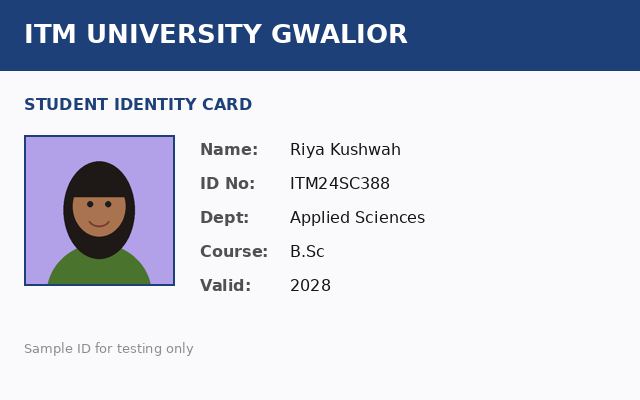 ITM UNIVERSITY GWALIOR
STUDENT IDENTITY CARD
Name: Riya Kushwah
ID No: ITM24SC388
Dept: Applied Sciences
Course: B.Sc
Valid: 2028
Sample ID for testing only